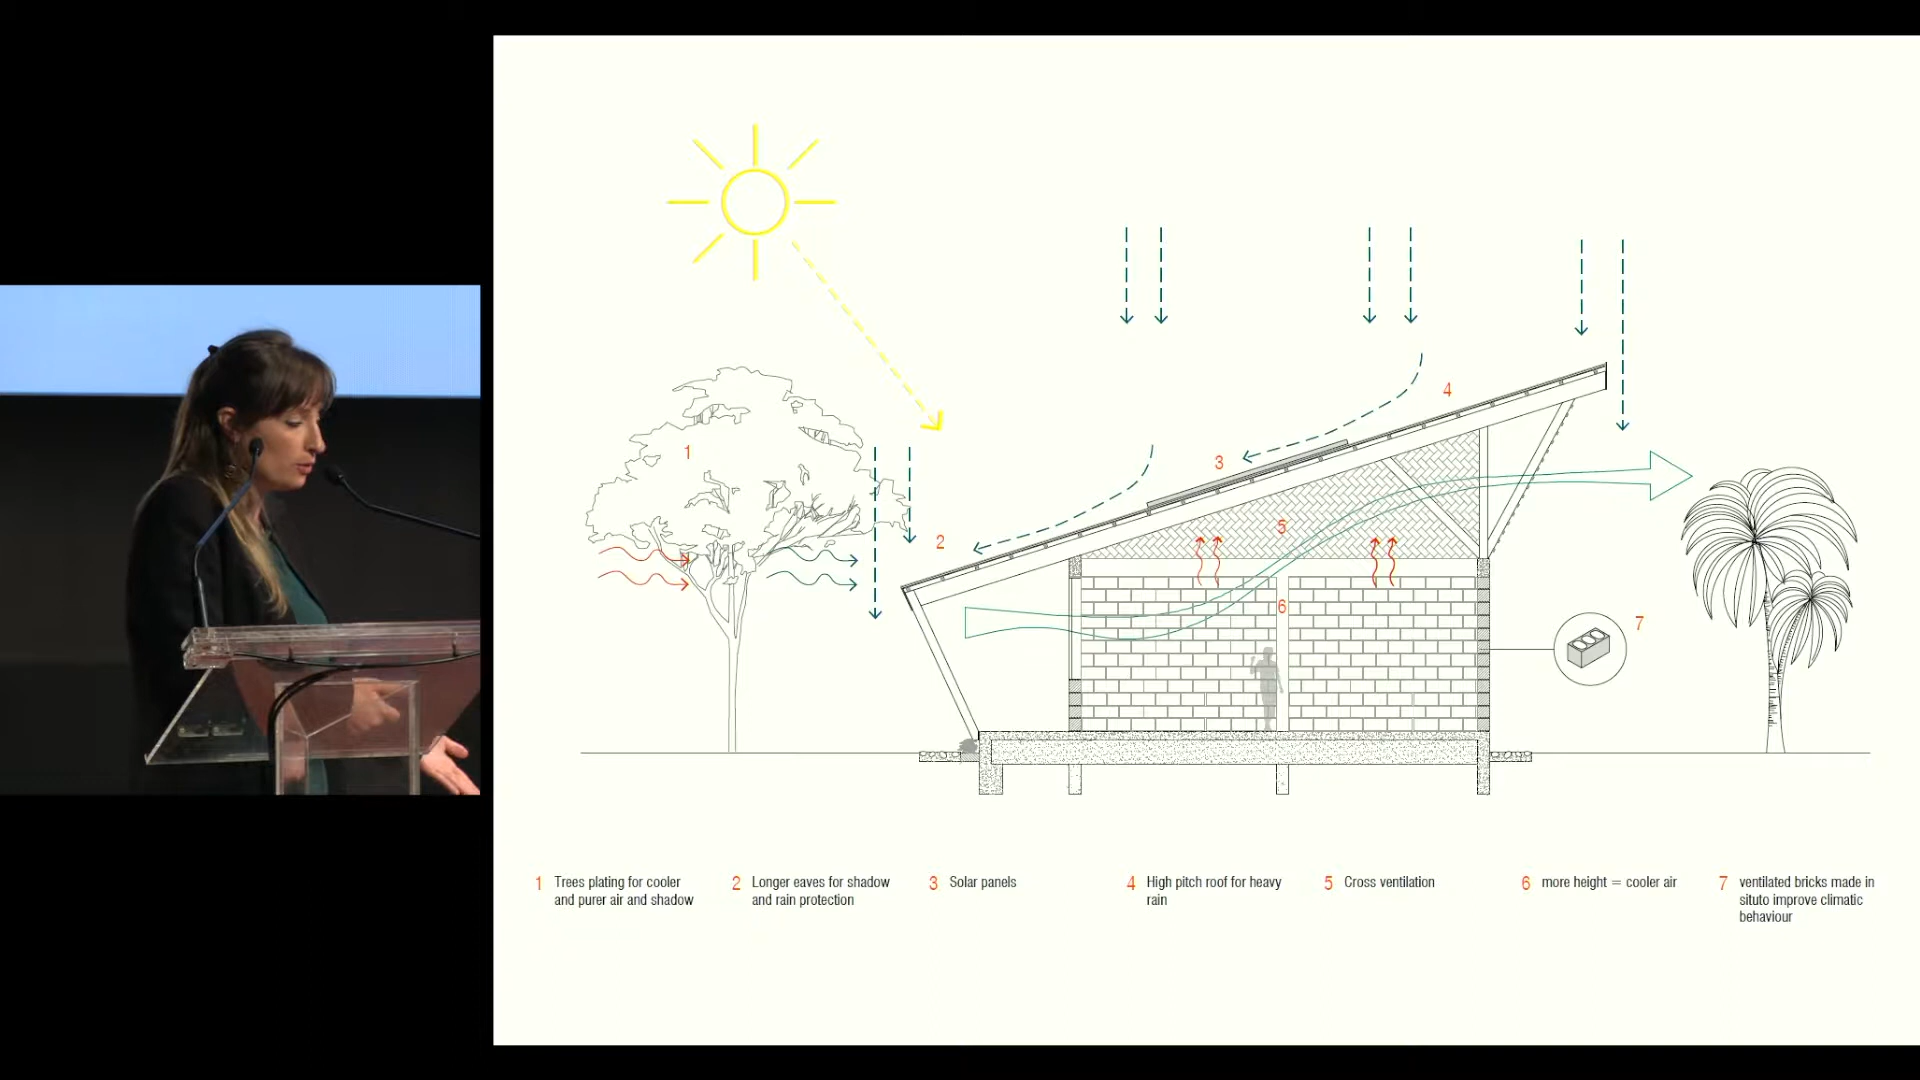 1
4
3
2
5
6
7
1 Trees plating for cooler
and purer air and shadow
2 Longer eaves for shadow
and rain protection
3 Solar panels
4 High pitch roof for heavy
rain
5 Cross ventilation
6 more height = cooler air
7 ventilated bricks made in
situto improve climatic
behaviour